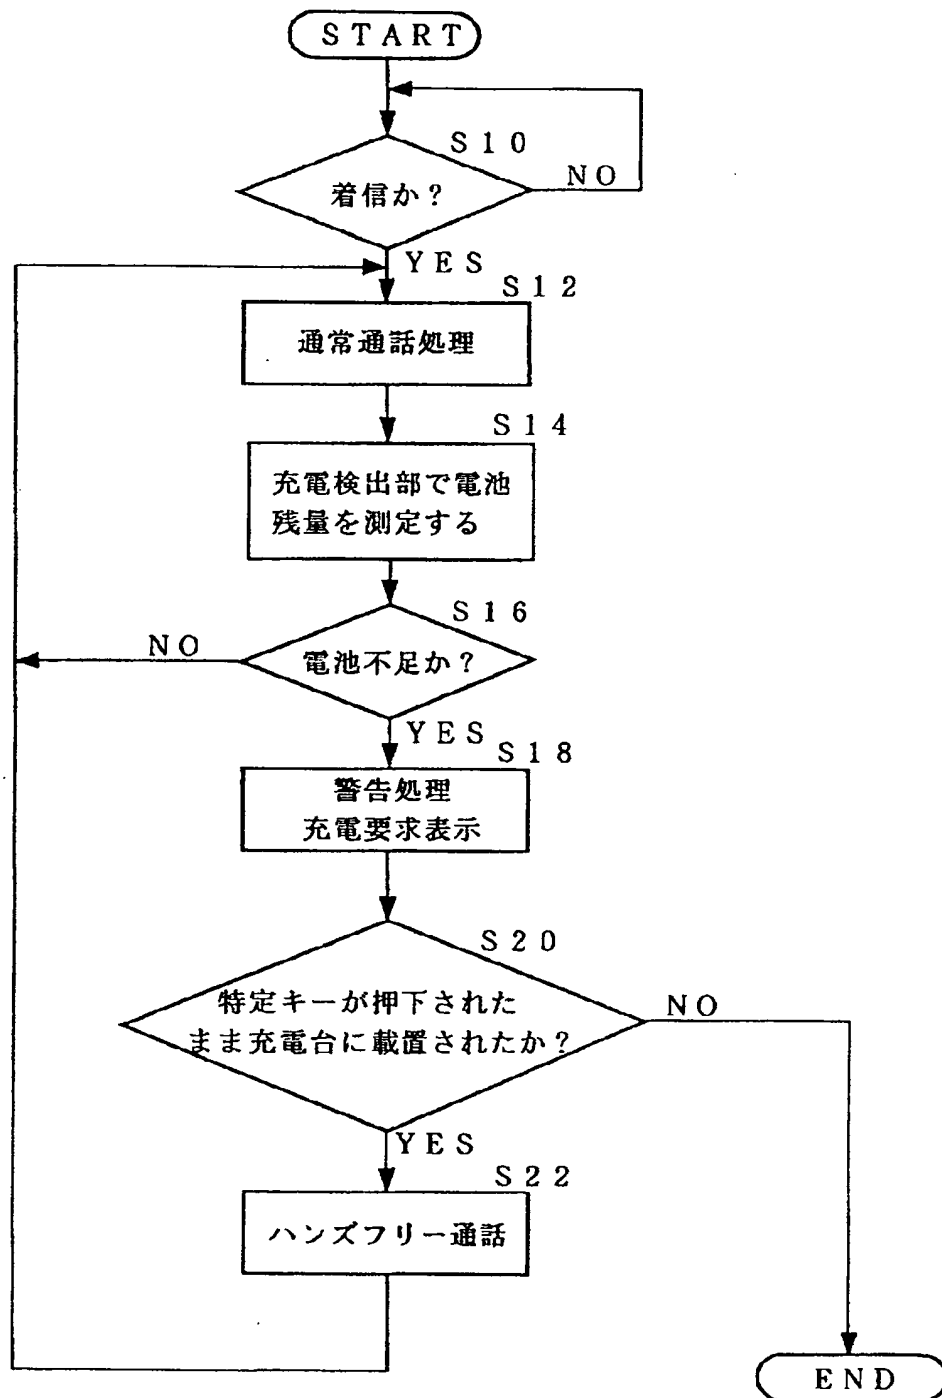 START
S10
着信か？
NO
YES
S12
通常通話処理
S14
充電検出部で電池
残量を測定する
S16
NO
電池不足か？
YES
S18
警告処理
充電要求表示
S20
特定キーが押下された
まま充電台に載置されたか？
NO
YES
S22
ハンズフリー通話
END